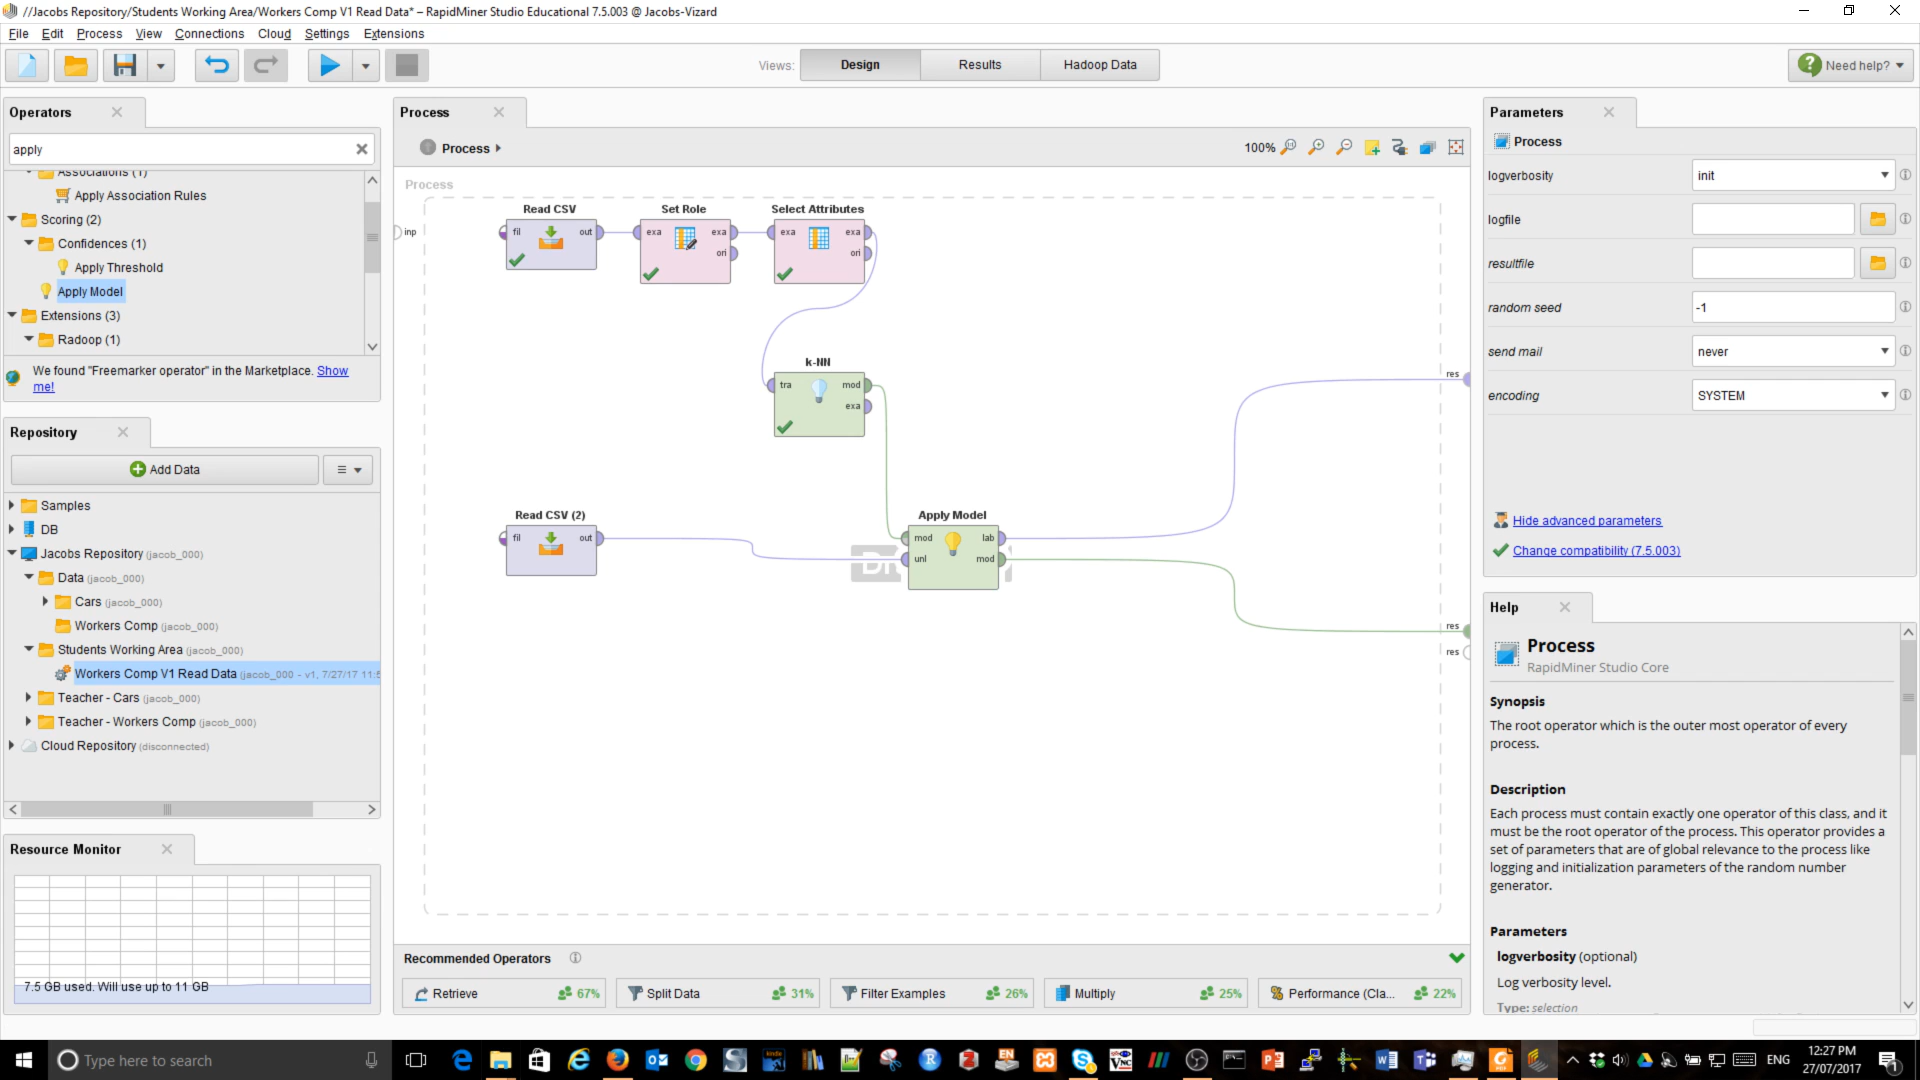 //Jacobs Repository/Students Working Area/Workers Comp V1 Read Data* – RapidMiner Studio Educational 7.5.003 @ Jacobs-Vizard
File Edit Process View Connections Cloud Settings Extensions
Views: Design Results Hadoop Data
Need help?
Operators
apply
Associations (1)
Apply Association Rules
Scoring (2)
Confidences (1)
Apply Threshold
Apply Model
Extensions (3)
Radoop (1)
We found "Freemarker operator" in the Marketplace. Show
me!
Repository
Add Data
Samples
DB
Jacobs Repository (jacob_000)
Data (jacob_000)
Cars (jacob_000)
Workers Comp (jacob_000)
Students Working Area (jacob_000)
Workers Comp V1 Read Data (jacob_000 - v1, 7/27/17 11:5
Teacher - Cars (jacob_000)
Teacher - Workers Comp (jacob_000)
Cloud Repository (disconnected)
Resource Monitor
7.5 GB used. Will use up to 11 GB
Process
Process
100%
Process
inp
Read CSV
fil out
Set Role
exa exa
ori
Select Attributes
exa exa
ori
k-NN
tra mod
exa
Read CSV (2)
fil out
Apply Model
mod lab
unl mod
res
res
res
Recommended Operators
Retrieve 67%
Split Data 31%
Filter Examples 26%
Multiply 25%
Performance (Cla... 22%
Parameters
Process
logverbosity init
logfile
resultfile
random seed -1
send mail never
encoding SYSTEM
Hide advanced parameters
Change compatibility (7.5.003)
Help
Process
RapidMiner Studio Core
Synopsis
The root operator which is the outer most operator of every
process.
Description
Each process must contain exactly one operator of this class, and it
must be the root operator of the process. This operator provides a
set of parameters that are of global relevance to the process like
logging and initialization parameters of the random number
generator.
Parameters
logverbosity (optional)
Log verbosity level.
Type: selection
Type here to search
ENG
12:27 PM
27/07/2017
1